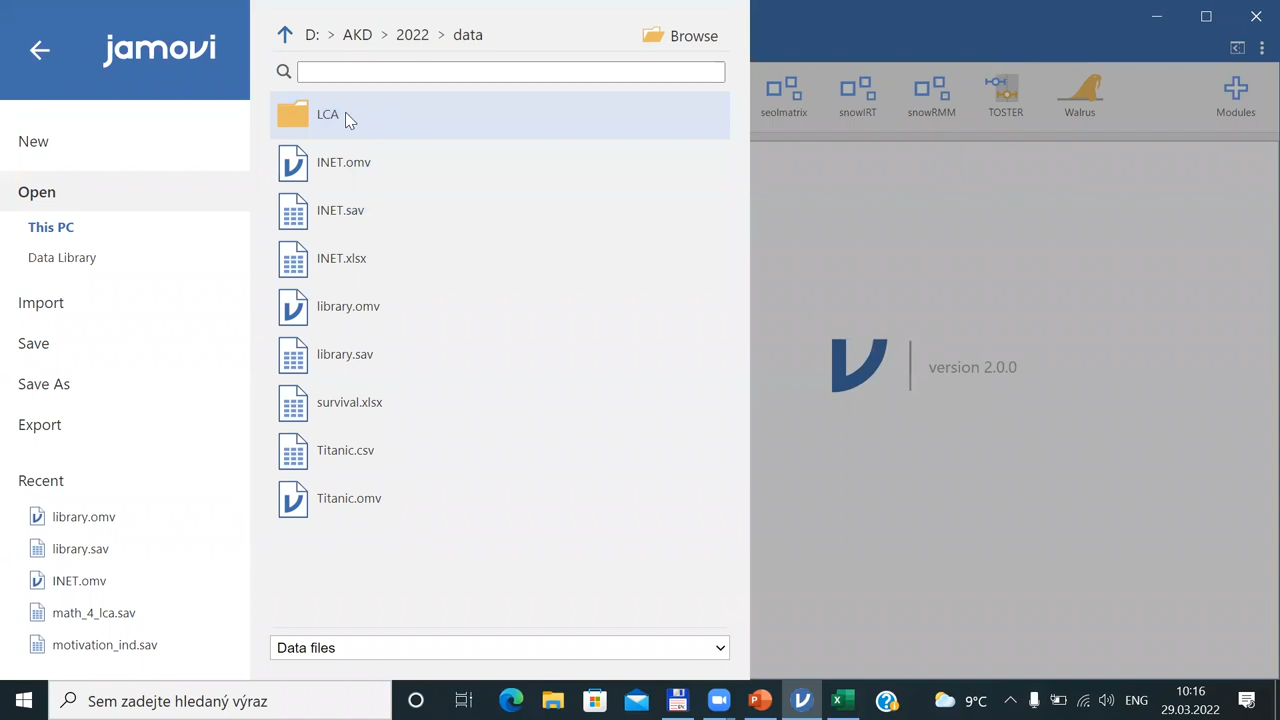 jamovi
New
Open
This PC
Data Library
Import
Save
Save As
Export
Recent
library.omv
library.sav
INET.omv
math_4_lca.sav
motivation_ind.sav
D: > AKD > 2022 > data
Browse
LCA
INET.omv
INET.sav
INET.xlsx
library.omv
library.sav
survival.xlsx
Titanic.csv
Titanic.omv
Data files
seolmatrix
snowIRT
snowRMM
TOSTER
Walrus
Modules
version 2.0.0
Sem zadejte hledaný výraz
9°C
ENG
10:16
29.03.2022